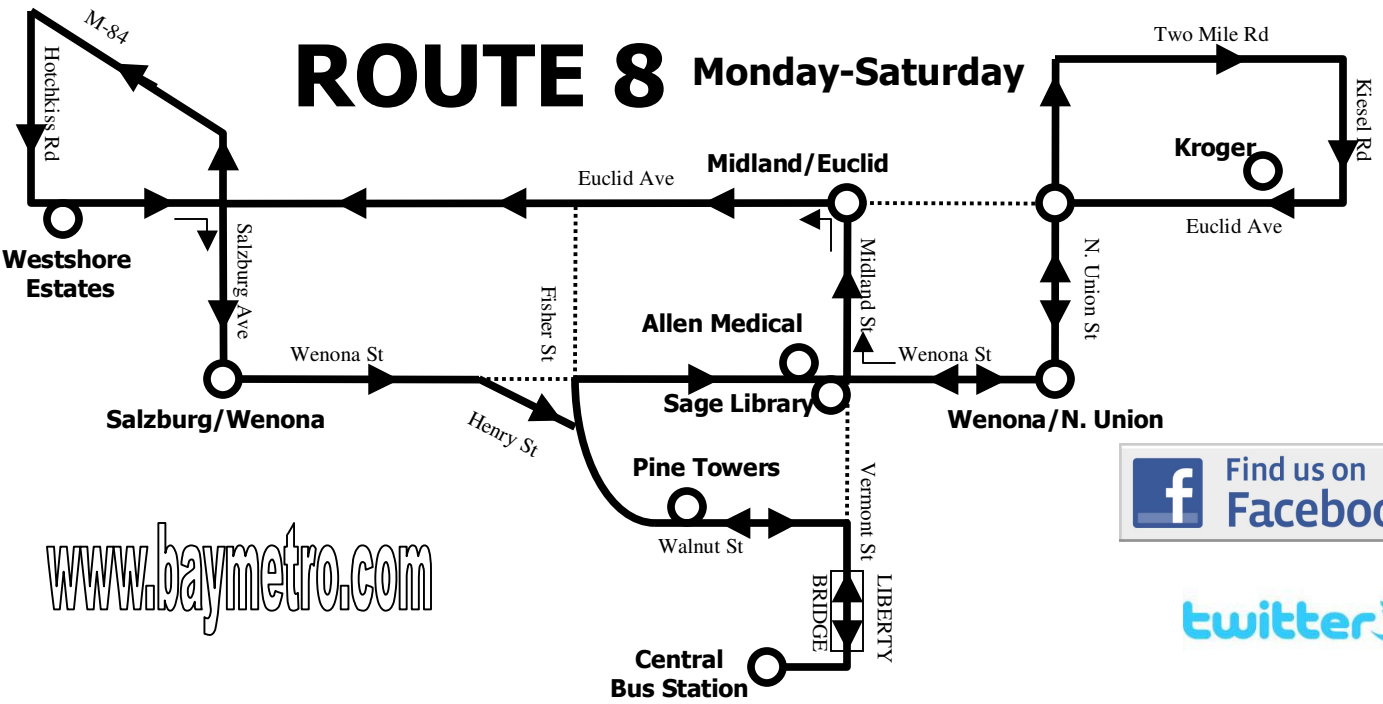 M-84
ROUTE 8 Monday-Saturday
Two Mile Rd
Hotchkiss Rd
Kiesel Rd
Kroger
Midland/Euclid
Euclid Ave
Euclid Ave
Westshore
Estates
Salzburg Ave
Midland St
N. Union St
Fisher St
Allen Medical
Wenona St
Wenona St
Sage Library
Salzburg/Wenona
Wenona/N. Union
Henry St
Pine Towers
Find us on
Vermont St
Walnut St
www.baymetro.com
LIBERTY
BRIDGE
twitter
Central
Bus Station